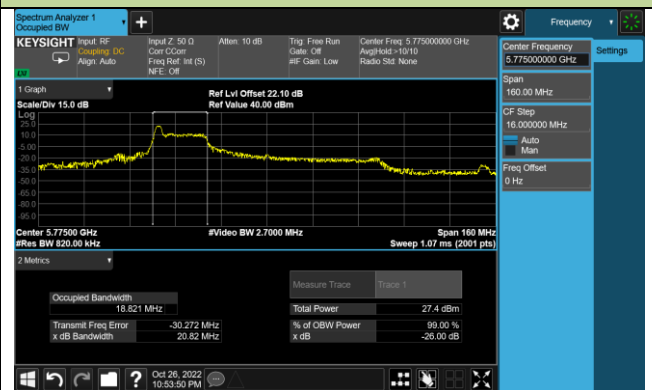 Spectrum Analyzer 1
Occupied BW
+
Frequency
KEYSIGHT
Input: RF
Coupling: DC
Align: Auto
Input Z: 50 Ω
Corr CCorr
Freq Ref: Int (S)
NFE: Off
Atten: 10 dB
Trig: Free Run
Gate: Off
#IF Gain: Low
Center Freq: 5.775000000 GHz
Avg|Hold:>10/10
Radio Std: None
LXI
Center Frequency
5.775000000 GHz
Settings
Span
160.00 MHz
CF Step
16.000000 MHz
Auto
Man
Freq Offset
0 Hz
1 Graph
Scale/Div 15.0 dB
Ref Lvl Offset 22.10 dB
Ref Value 40.00 dBm
Log
25.0
10.0
-5.00
-20.0
-35.0
-50.0
-65.0
-80.0
-95.0
Center 5.77500 GHz
#Res BW 820.00 kHz
#Video BW 2.7000 MHz
Span 160 MHz
Sweep 1.07 ms (2001 pts)
2 Metrics
Measure Trace
Trace 1
Occupied Bandwidth
18.821 MHz
Total Power
27.4 dBm
Transmit Freq Error
-30.272 MHz
% of OBW Power
99.00 %
x dB Bandwidth
20.82 MHz
x dB
-26.00 dB
?
Oct 26, 2022
10:53:50 PM